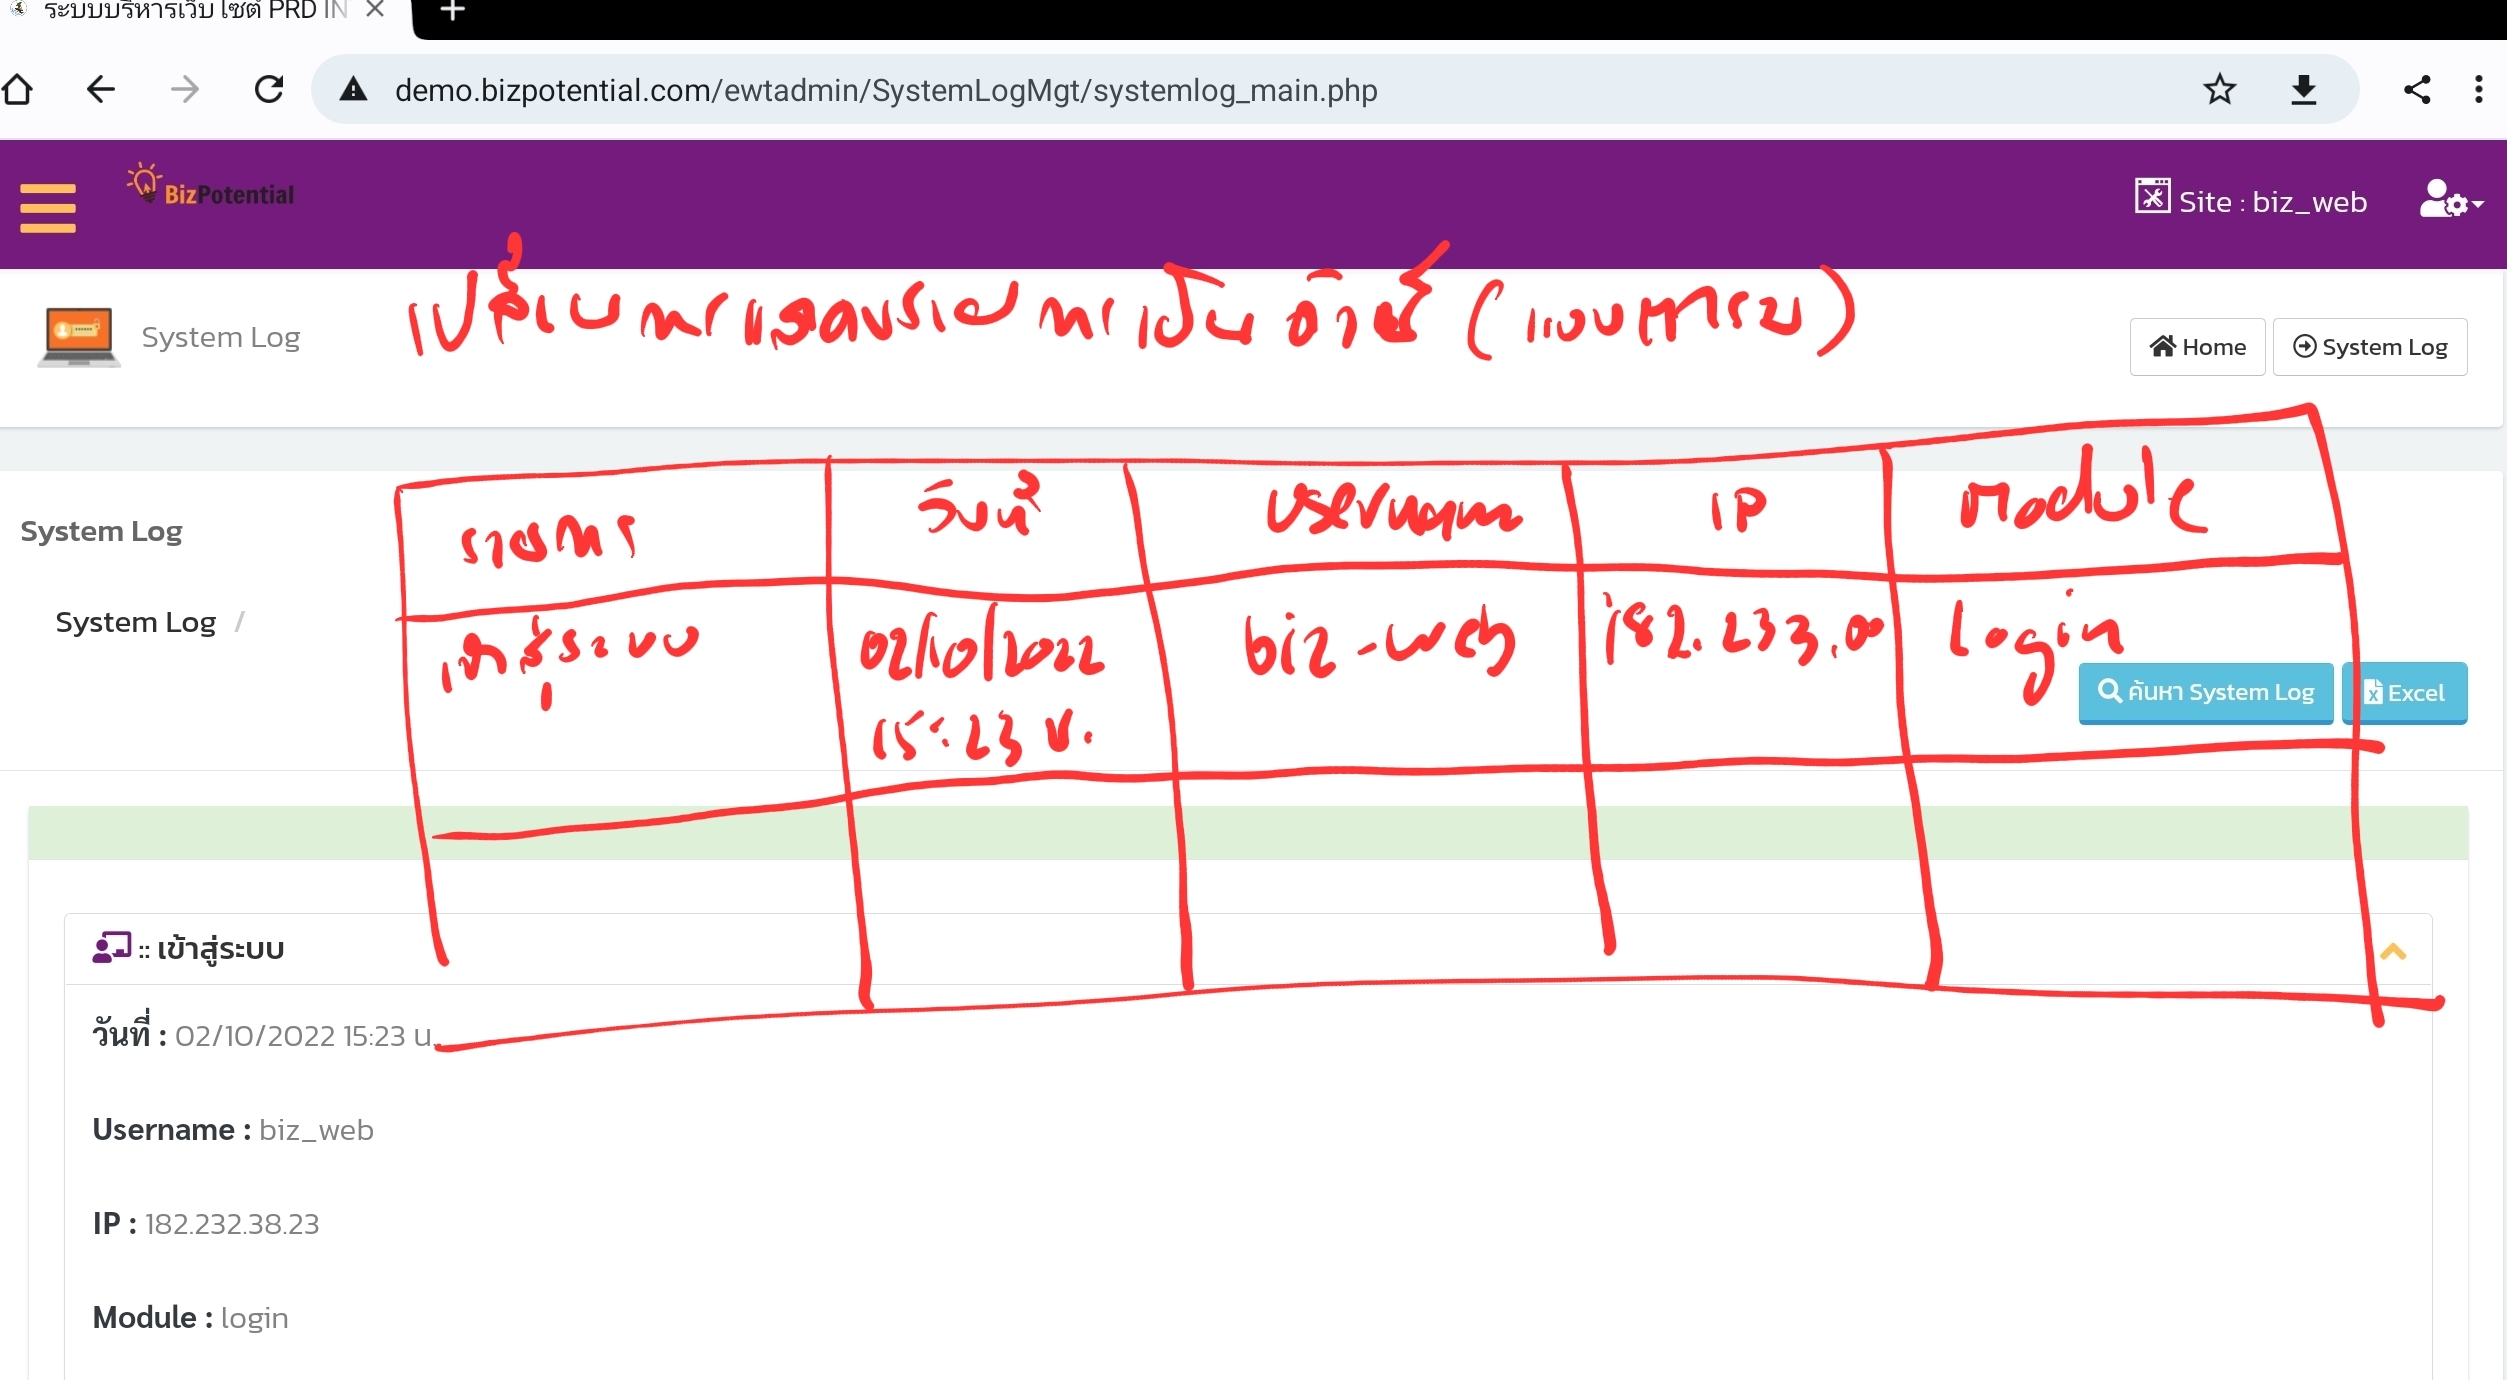 ระบบบริหารเว็บไซต์ PRD IN
demo.bizpotential.com/ewtadmin/SystemLogMgt/systemlog_main.php
BizPotential
Site : biz_web
เปลี่ยนการแสดงรายการเป็นดังนี้ (แบบตาราง)
System Log
Home
System Log
รายการ วันที่ username IP Module
System Log
System Log /
เข้าสู่ระบบ 02/10/2022 biz-web 182.233.00 login
15:23 น.
ค้นหา System Log
Excel
:: เข้าสู่ระบบ
วันที่ : 02/10/2022 15:23 น.
Username : biz_web
IP : 182.232.38.23
Module : login